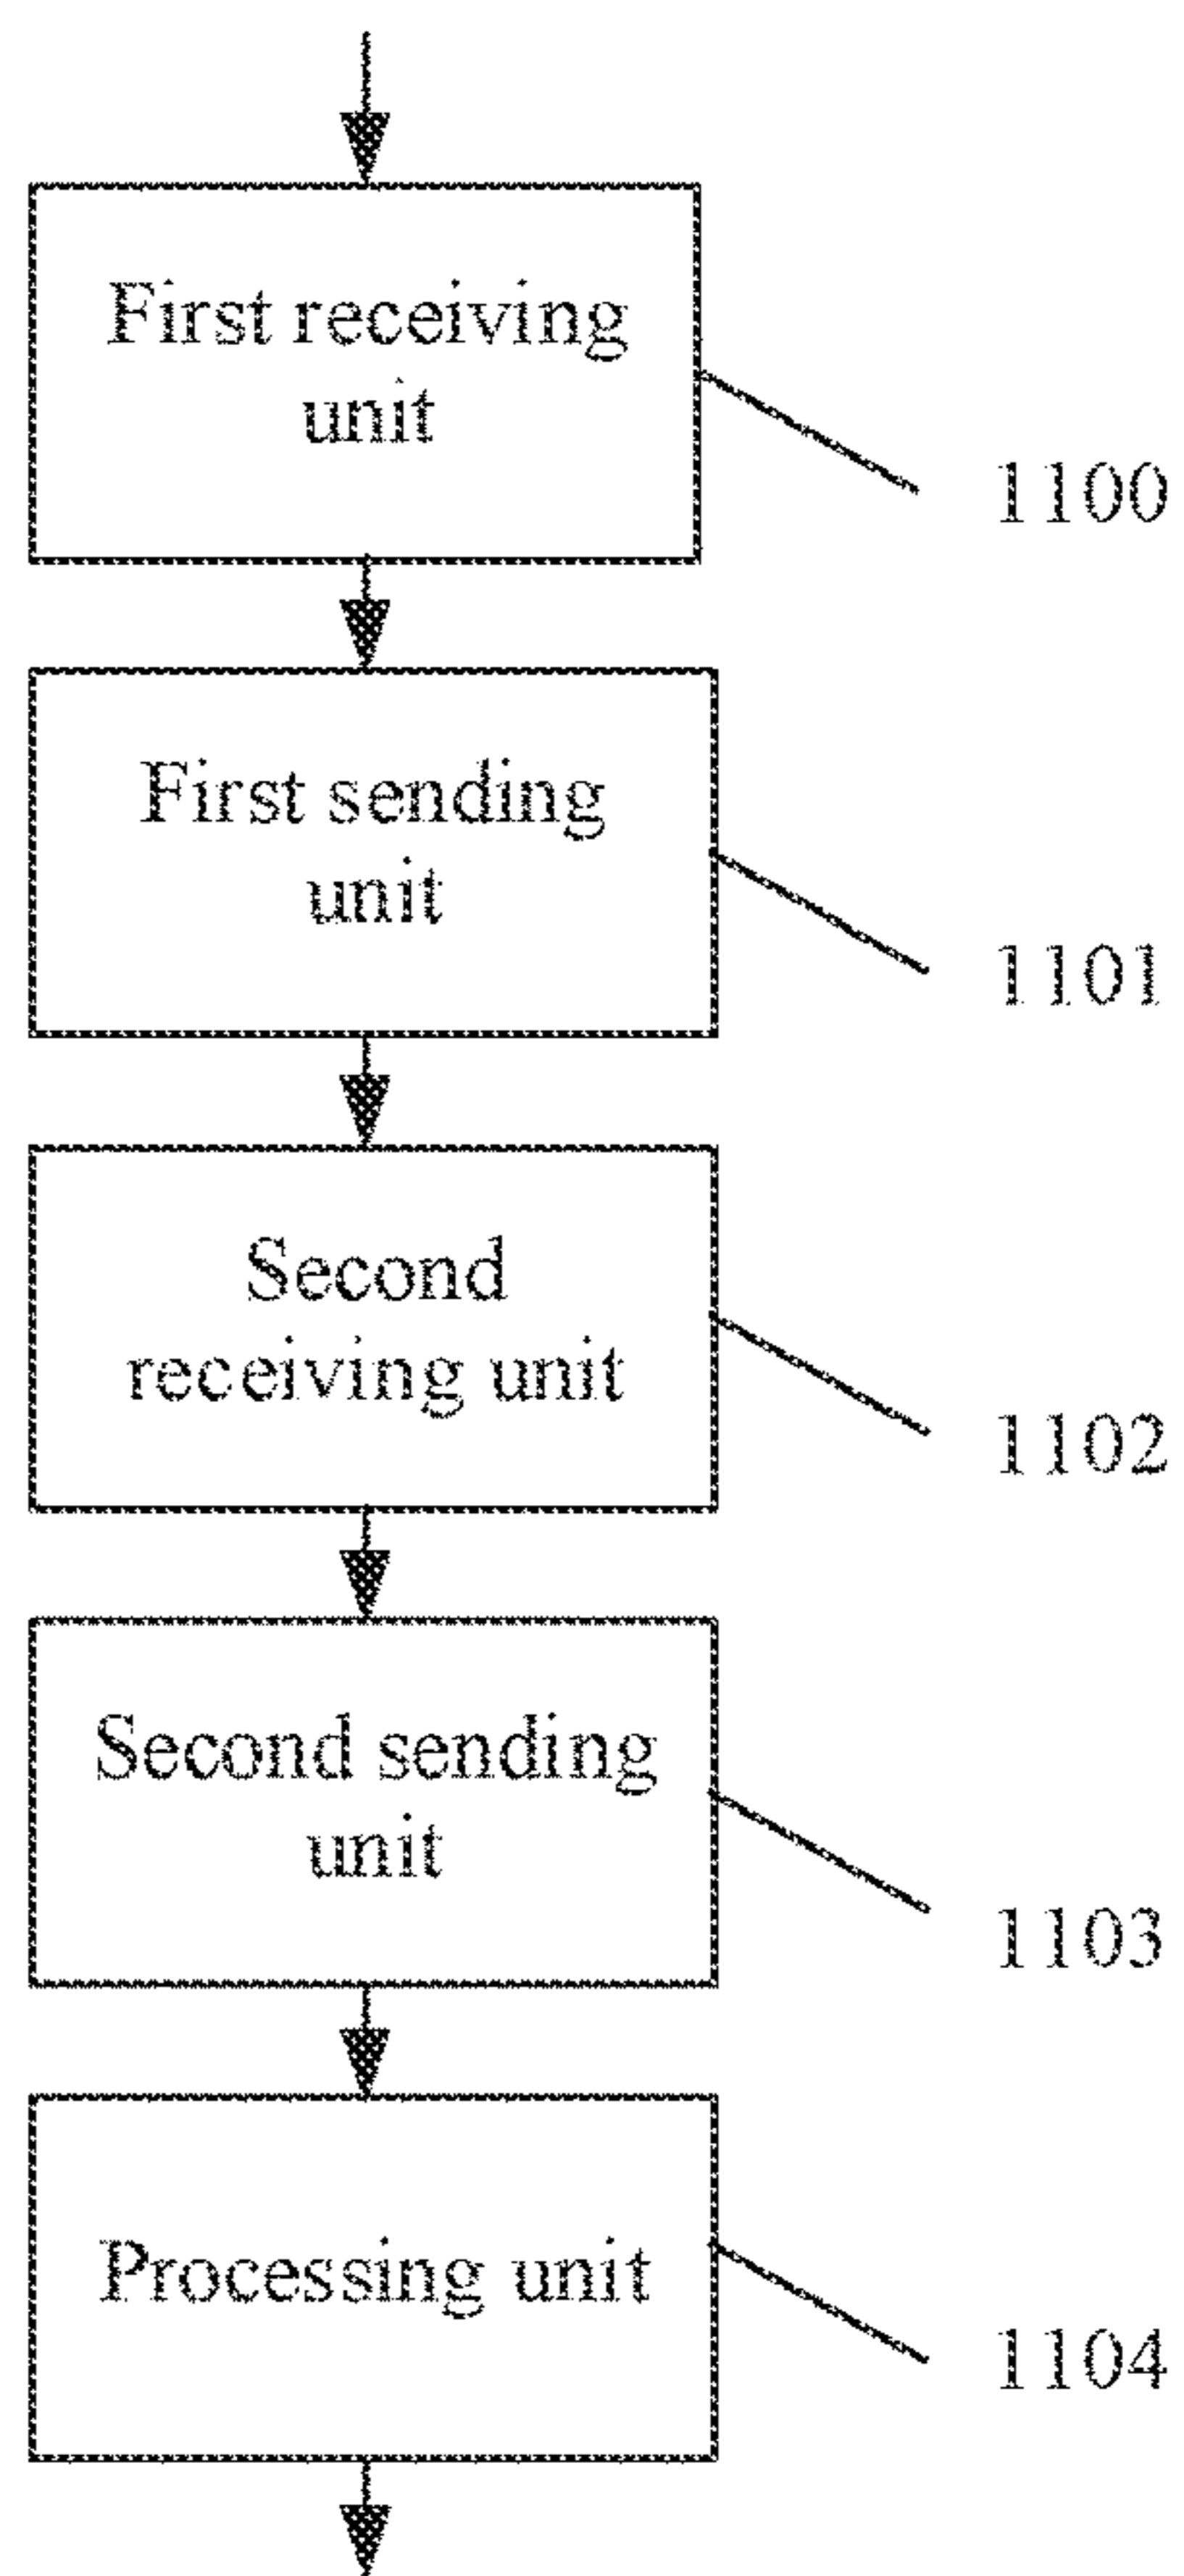 First receiving
unit
1100
First sending
unit
1101
Second
receiving unit
1102
Second sending
unit
1103
Processing unit
1104